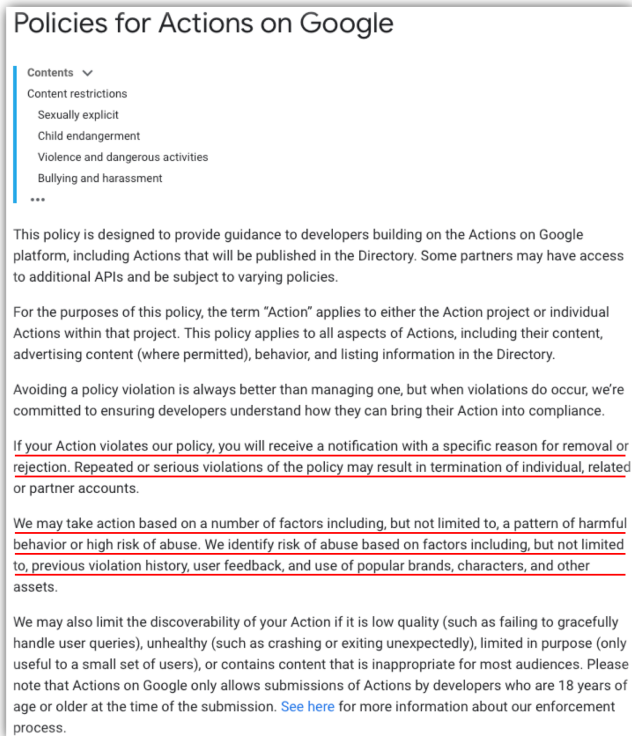 Policies for Actions on Google
Contents
Content restrictions
Sexually explicit
Child endangerment
Violence and dangerous activities
Bullying and harassment
•••
This policy is designed to provide guidance to developers building on the Actions on Google
platform, including Actions that will be published in the Directory. Some partners may have access
to additional APIs and be subject to varying policies.
For the purposes of this policy, the term “Action” applies to either the Action project or individual
Actions within that project. This policy applies to all aspects of Actions, including their content,
advertising content (where permitted), behavior, and listing information in the Directory.
Avoiding a policy violation is always better than managing one, but when violations do occur, we’re
committed to ensuring developers understand how they can bring their Action into compliance.
If your Action violates our policy, you will receive a notification with a specific reason for removal or
rejection. Repeated or serious violations of the policy may result in termination of individual, related
or partner accounts.
We may take action based on a number of factors including, but not limited to, a pattern of harmful
behavior or high risk of abuse. We identify risk of abuse based on factors including, but not limited
to, previous violation history, user feedback, and use of popular brands, characters, and other
assets.
We may also limit the discoverability of your Action if it is low quality (such as failing to gracefully
handle user queries), unhealthy (such as crashing or exiting unexpectedly), limited in purpose (only
useful to a small set of users), or contains content that is inappropriate for most audiences. Please
note that Actions on Google only allows submissions of Actions by developers who are 18 years of
age or older at the time of the submission. See here for more information about our enforcement
process.